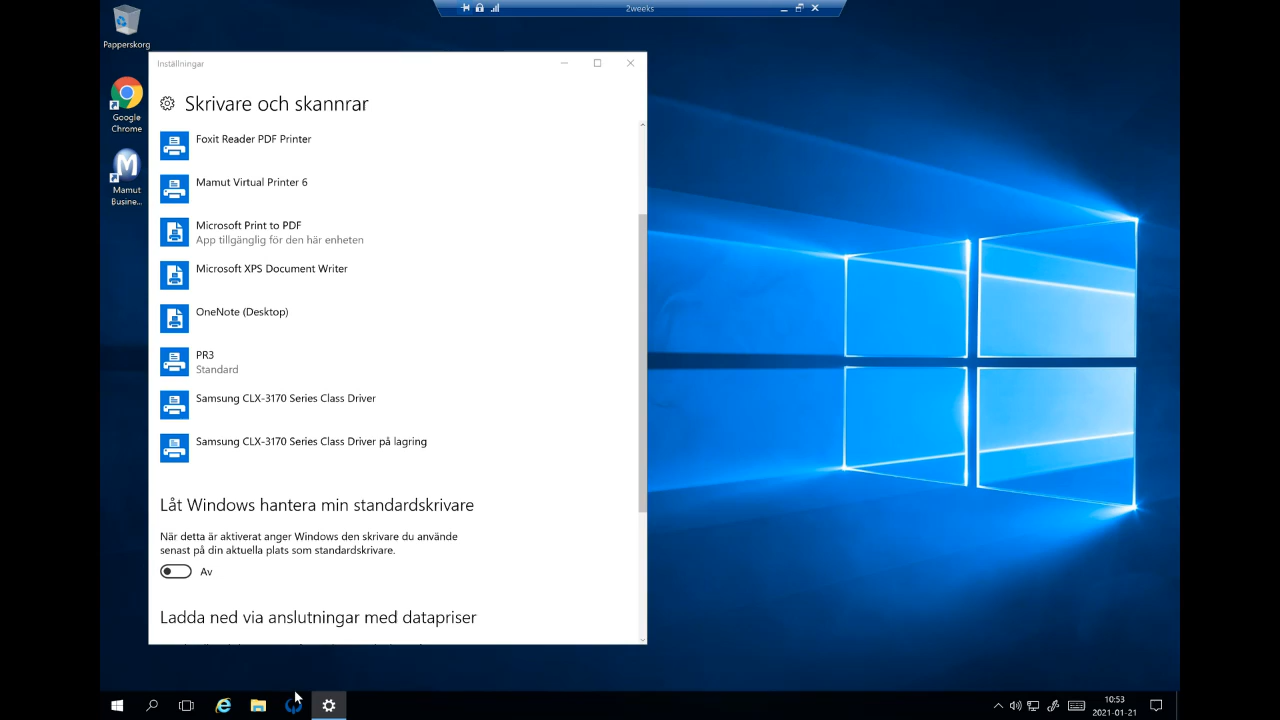 2weeks
Papperskorg
Google
Chrome
Mamut
Busine...
Inställningar
Skrivare och skannrar
Foxit Reader PDF Printer
Mamut Virtual Printer 6
Microsoft Print to PDF
App tillgänglig för den här enheten
Microsoft XPS Document Writer
OneNote (Desktop)
PR3
Standard
Samsung CLX-3170 Series Class Driver
Samsung CLX-3170 Series Class Driver på lagring
Låt Windows hantera min standardskrivare
När detta är aktiverat anger Windows den skrivare du använde
senast på din aktuella plats som standardskrivare.
Av
Ladda ned via anslutningar med datapriser
10:53
2021-01-21